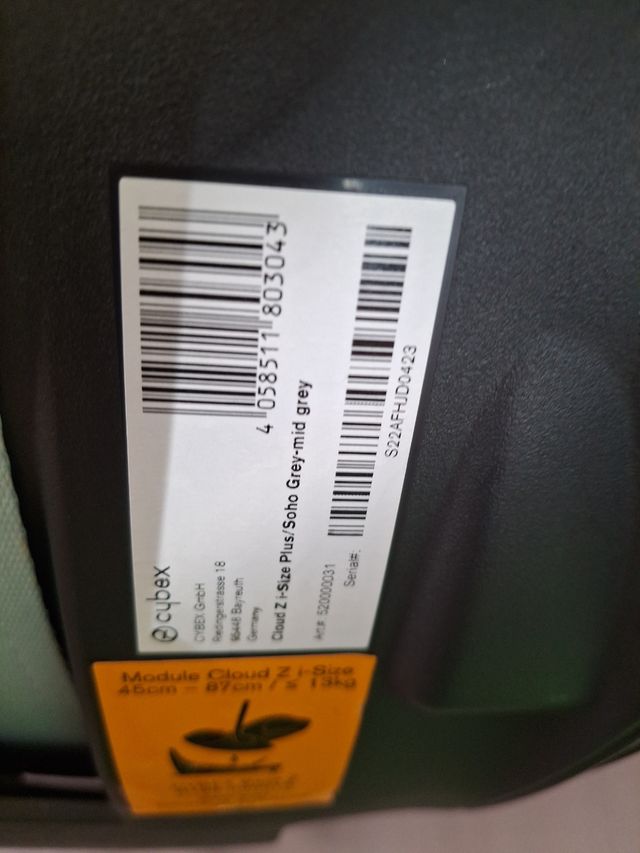 cybex
CYBEX GmbH
Riedingerstrasse 18
95448 Bayreuth
Germany
4 058511 803043
Cloud Z i-Size Plus/Soho Grey-mid grey
Art.#: 520000031
Serial#:
S22AFHJD0423
Module Cloud Z i-Size
45cm – 87cm / ≤ 13kg